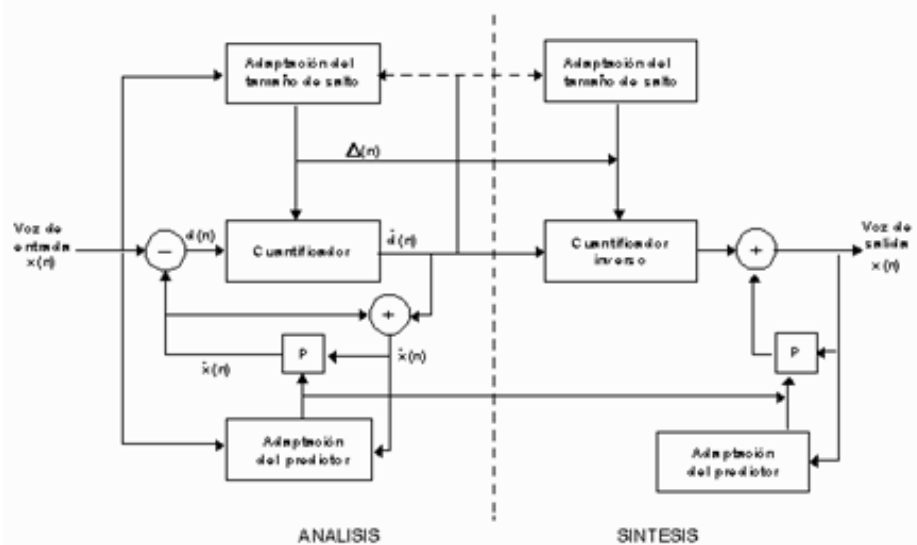 Adaptación del
tamaño de salto
Adaptación del
tamaño de salto
Δ(n)
Voz de
entrada
x(n)
−
d(n)
Cuantificador
d̂(n)
Cuantificador
inverso
+
Voz de
salida
x(n)
+
P
x̃(n)
x̂(n)
P
Adaptación
del predictor
Adaptación
del predictor
ANALISIS
SINTESIS